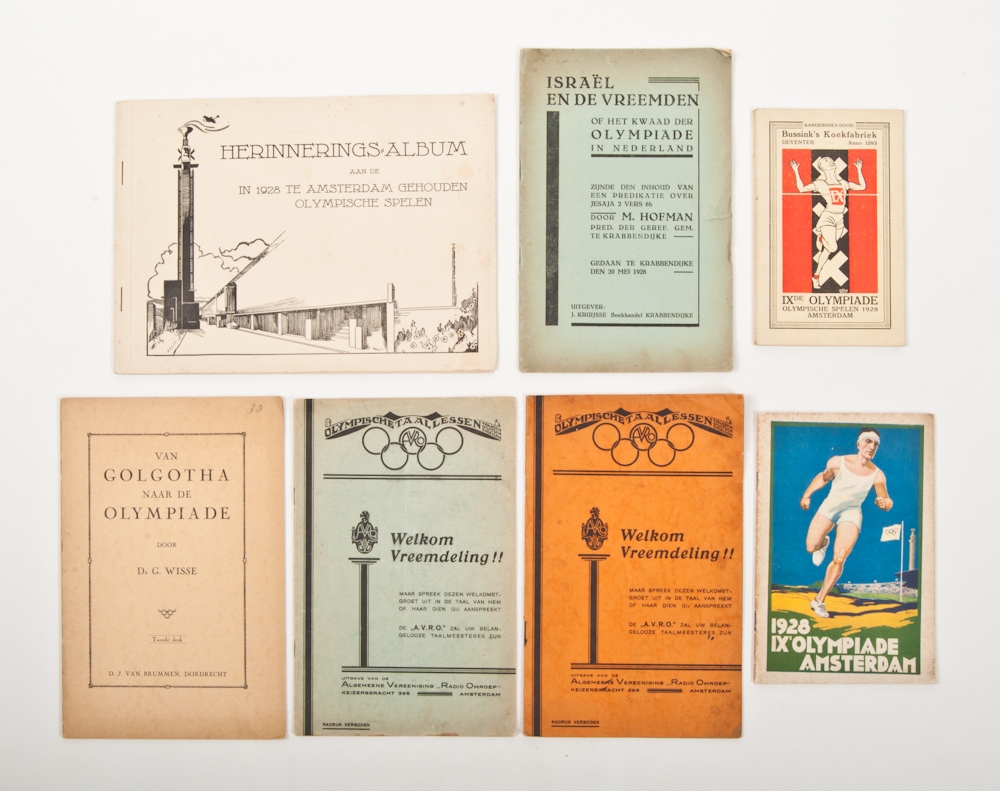 HERINNERINGS-ALBUM
AAN DE
IN 1928 TE AMSTERDAM GEHOUDEN
OLYMPISCHE SPELEN
ISRAËL
EN DE VREEMDEN
OF HET KWAAD DER
OLYMPIADE
IN NEDERLAND
ZIJNDE DEN INHOUD VAN
EEN PREDIKATIE OVER
JESAJA 2 VERS 6b
DOOR M. HOFMAN
PRED. DER GEREF. GEM.
TE KRABBENDIJKE
GEDAAN TE KRABBENDIJKE
DEN 20 MEI 1928
UITGEVER:
J. KRUIJSSE Boekhandel KRABBENDIJKE
AANGEBODEN DOOR
Bussink's Koekfabriek
DEVENTER Anno 1593
IXDE OLYMPIADE
OLYMPISCHE SPELEN 1928
AMSTERDAM
30
VAN
GOLGOTHA
NAAR DE
OLYMPIADE
DOOR
Ds G. WISSE
Tweede druk
D. J. VAN BRUMMEN, DORDRECHT
OLYMPISCHE TAALLESSEN
AVRO
AVRO
Welkom
Vreemdeling!!
MAAR SPREEK DEZEN WELKOMST-
GROET UIT IN DE TAAL VAN HEM
OF HAAR DIEN GIJ AANSPREEKT
DE „A.V.R.O." ZAL UW BELAN-
GELOOZE TAALMEESTERES ZIJN
UITGAVE VAN DE
ALGEMEENE VEREENIGING „RADIO OMROEP"
KEIZERSGRACHT 396 AMSTERDAM
NADRUK VERBODEN
OLYMPISCHE TAALLESSEN
AVRO
AVRO
Welkom
Vreemdeling!!
MAAR SPREEK DEZEN WELKOMST-
GROET UIT IN DE TAAL VAN HEM
OF HAAR DIEN GIJ AANSPREEKT
DE „A.V.R.O." ZAL UW BELAN-
GELOOZE TAALMEESTERES ZIJN
UITGAVE VAN DE
ALGEMEENE VEREENIGING „RADIO OMROEP"
KEIZERSGRACHT 396 AMSTERDAM
NADRUK VERBODEN
1928
IXE OLYMPIADE
AMSTERDAM